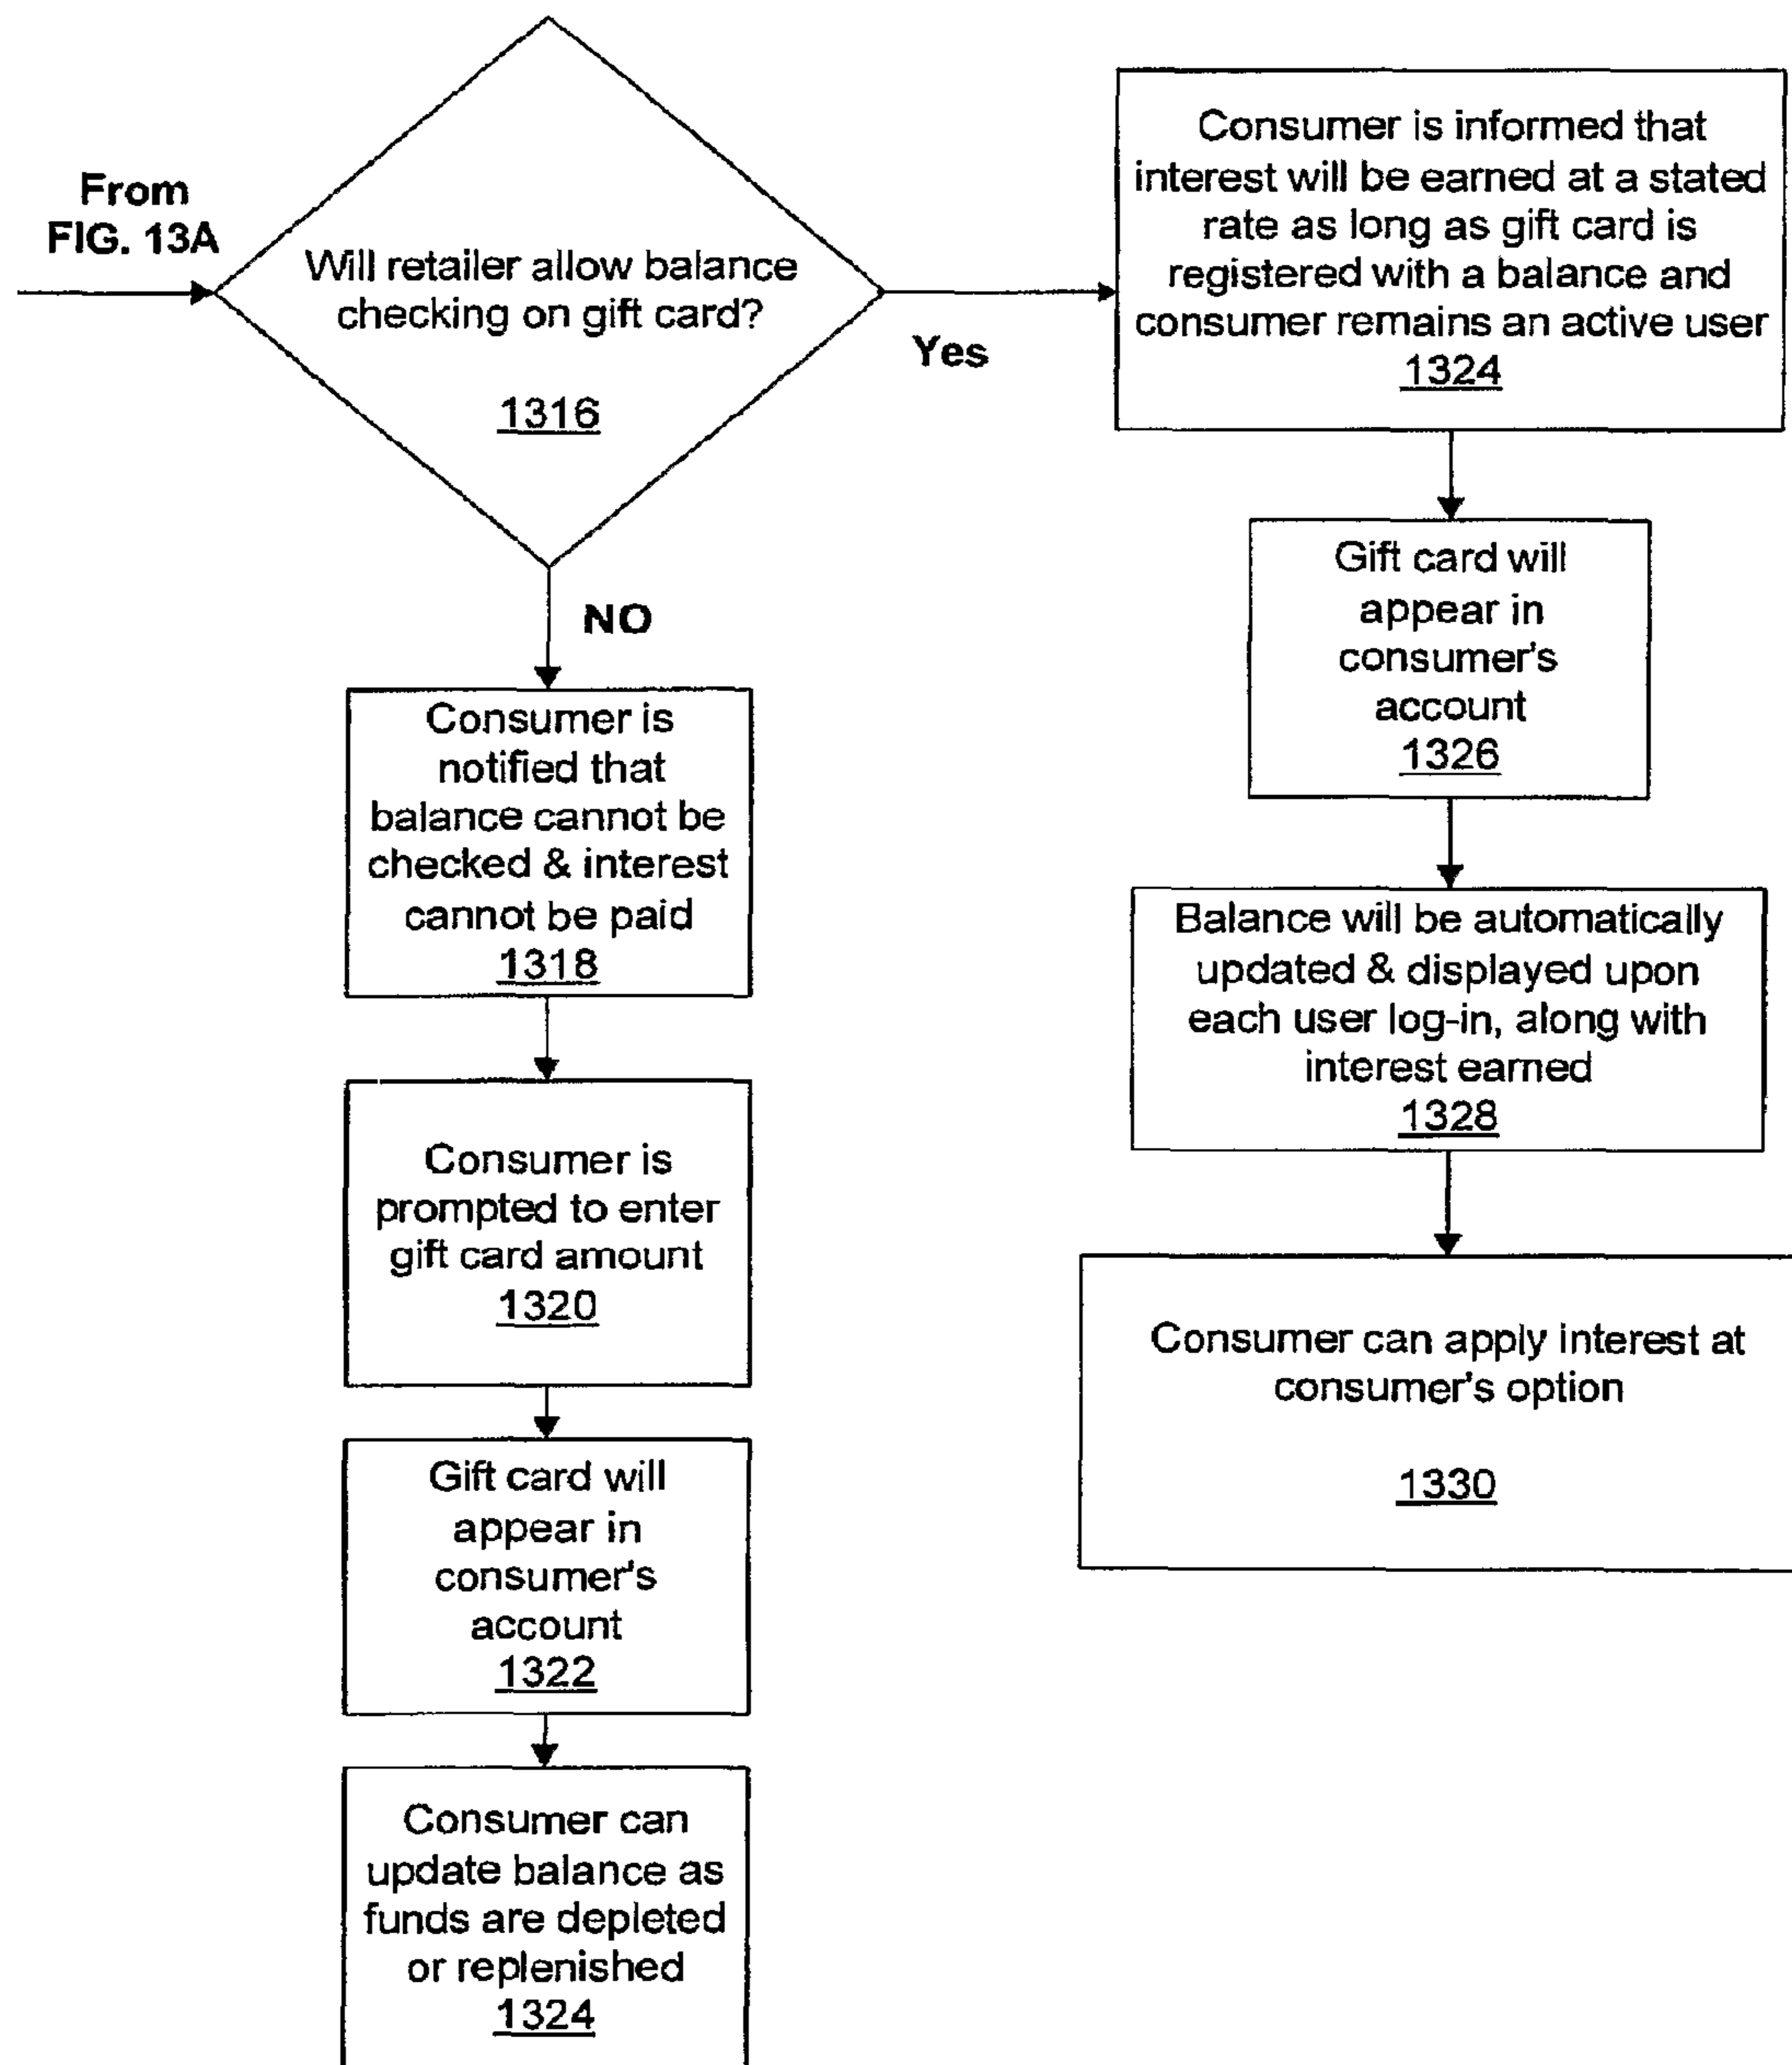 From
FIG. 13A
Will retailer allow balance
checking on gift card?
1316
Yes
NO
Consumer is
notified that
balance cannot be
checked & interest
cannot be paid
1318
Consumer is
prompted to enter
gift card amount
1320
Gift card will
appear in
consumer's
account
1322
Consumer can
update balance as
funds are depleted
or replenished
1324
Consumer is informed that
interest will be earned at a stated
rate as long as gift card is
registered with a balance and
consumer remains an active user
1324
Gift card will
appear in
consumer's
account
1326
Balance will be automatically
updated & displayed upon
each user log-in, along with
interest earned
1328
Consumer can apply interest at
consumer's option
1330